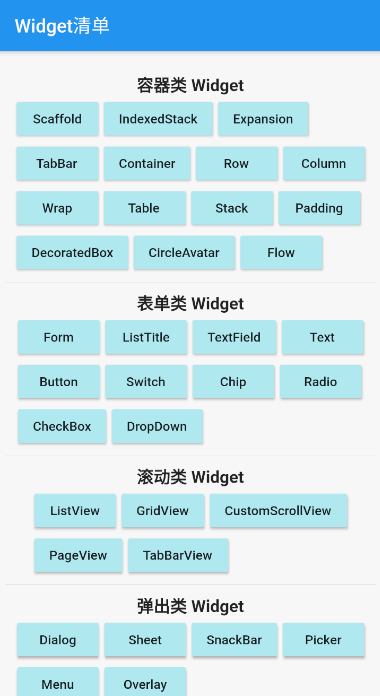 Widget清单
容器类 Widget
Scaffold IndexedStack Expansion
TabBar Container Row Column
Wrap Table Stack Padding
DecoratedBox CircleAvatar Flow
表单类 Widget
Form ListTitle TextField Text
Button Switch Chip Radio
CheckBox DropDown
滚动类 Widget
ListView GridView CustomScrollView
PageView TabBarView
弹出类 Widget
Dialog Sheet SnackBar Picker
Menu Overlay